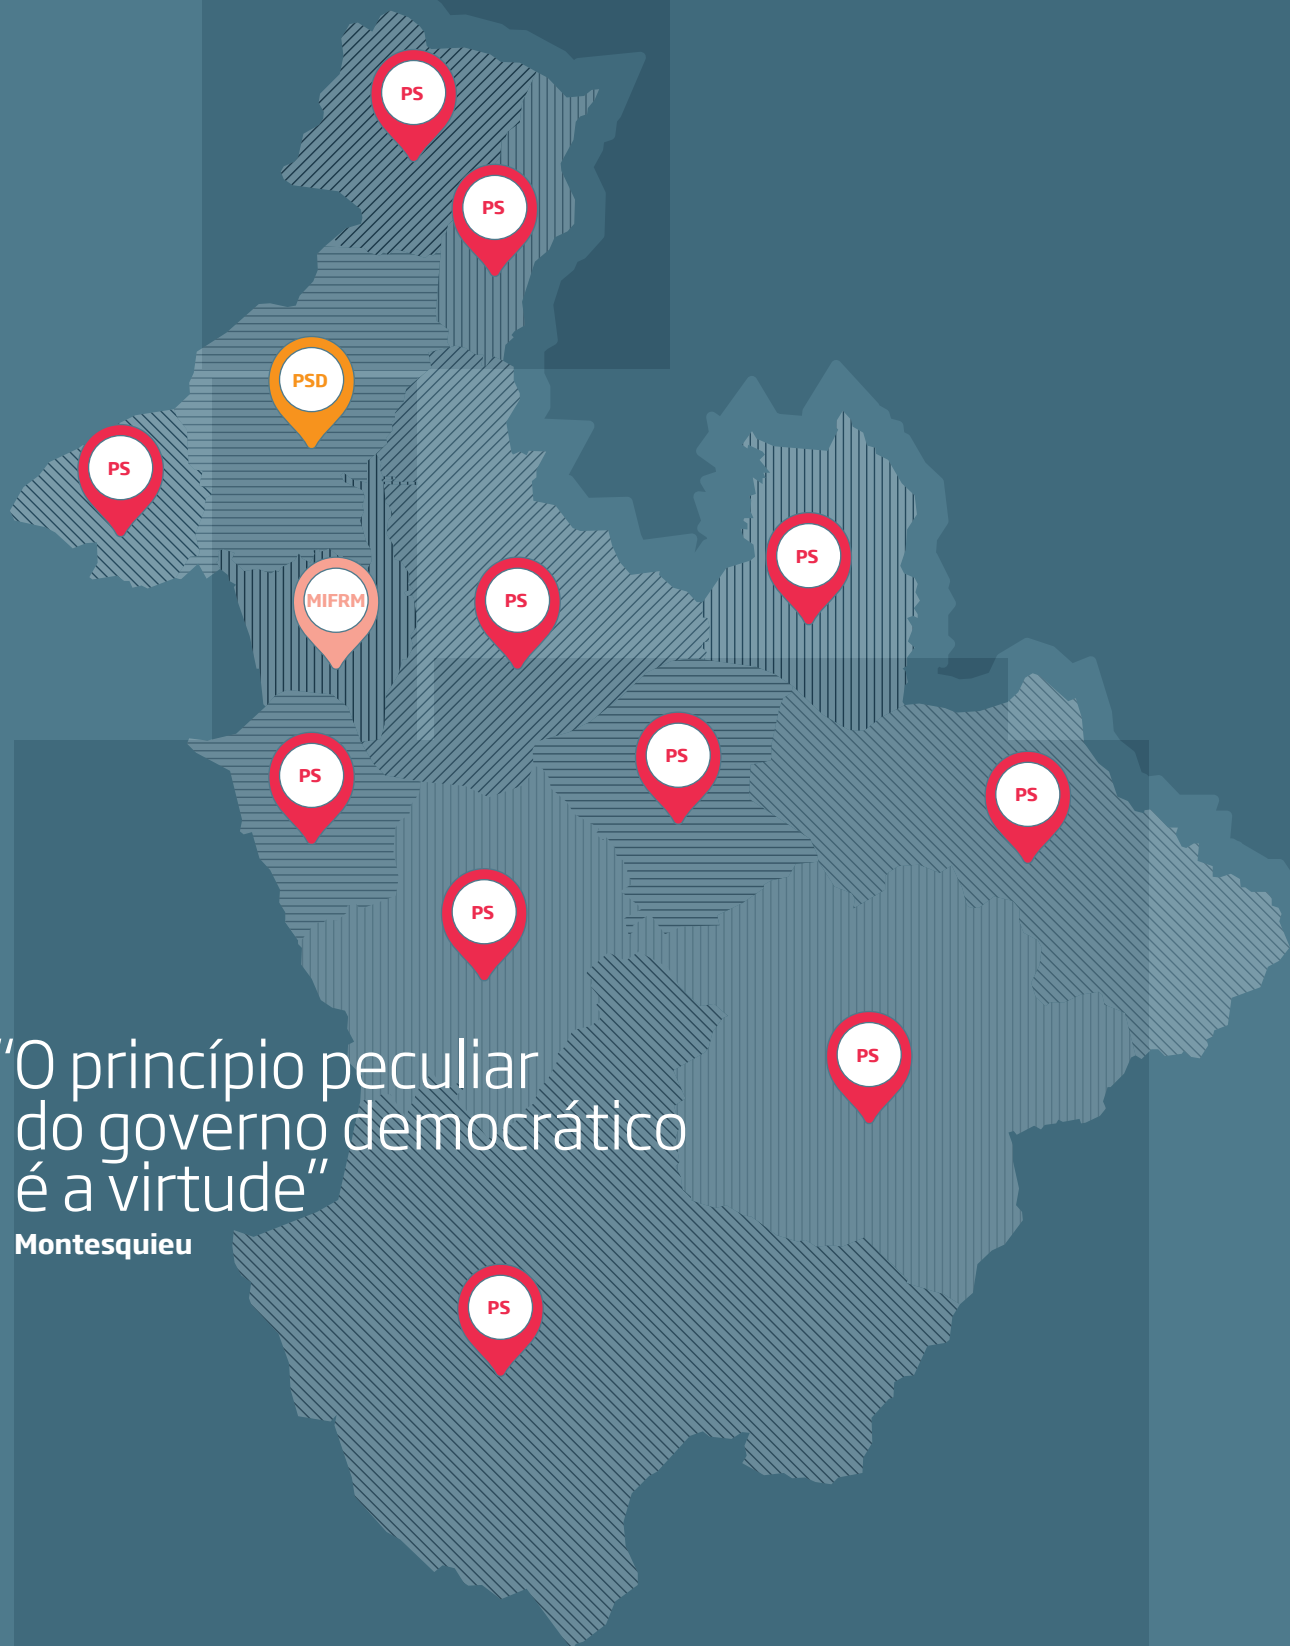 PS
PS
PSD
PS
PS
MIFRM
PS
PS
PS
PS
PS
“O princípio peculiar
do governo democrático
é a virtude”
Montesquieu
PS
PS